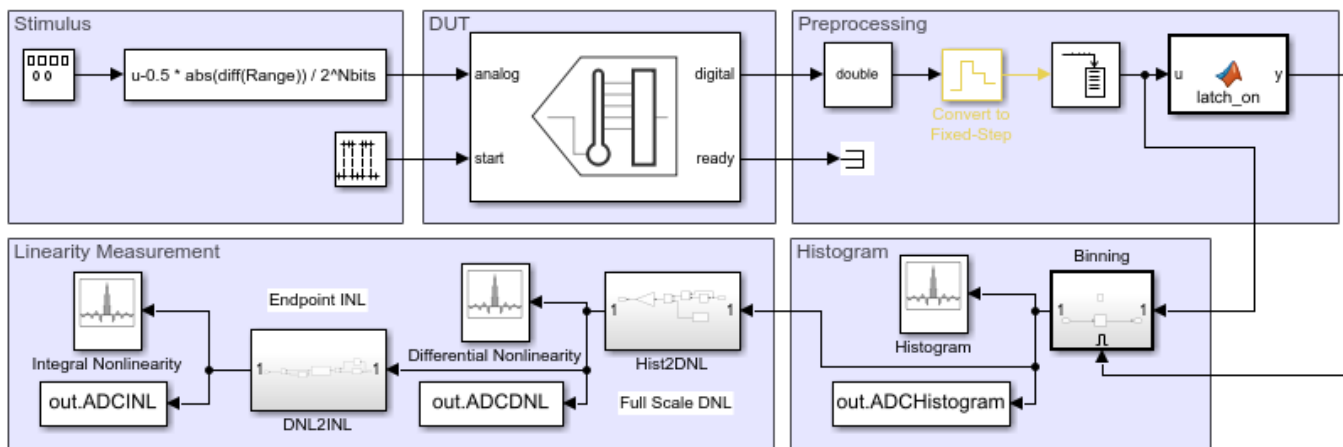 Stimulus
u-0.5 * abs(diff(Range)) / 2^Nbits
DUT
analog
start
digital
ready
Preprocessing
double
Convert to
Fixed-Step
u
y
latch_on
Linearity Measurement
Integral Nonlinearity
out.ADCINL
Endpoint INL
1
1
DNL2INL
Differential Nonlinearity
out.ADCDNL
1
1
Hist2DNL
Full Scale DNL
Histogram
Histogram
out.ADCHistogram
Binning
1
1